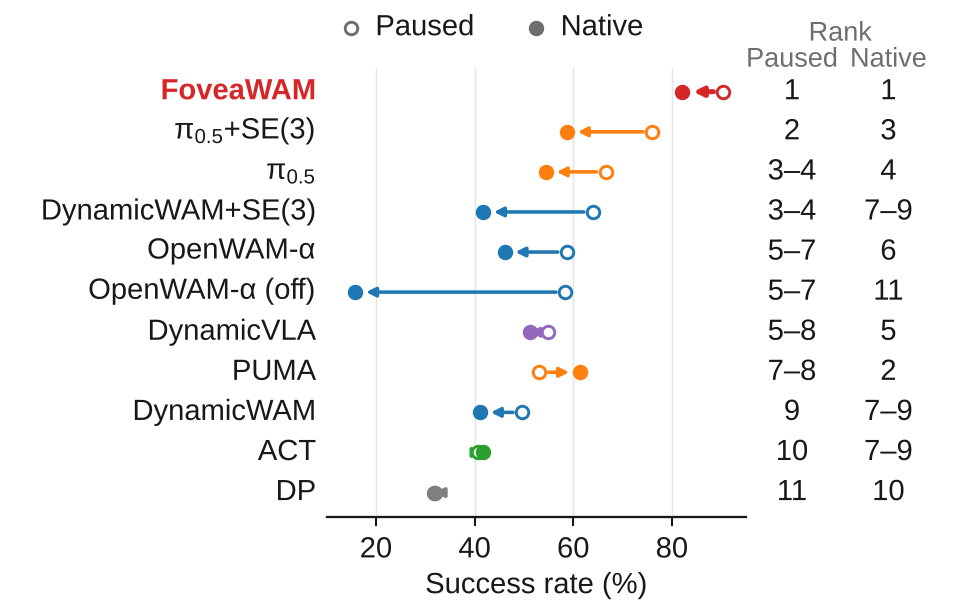 Paused Native
Rank
Paused Native
FoveaWAM 1 1
π0.5+SE(3) 2 3
π0.5 3–4 4
DynamicWAM+SE(3) 3–4 7–9
OpenWAM-α 5–7 6
OpenWAM-α (off) 5–7 11
DynamicVLA 5–8 5
PUMA 7–8 2
DynamicWAM 9 7–9
ACT 10 7–9
DP 11 10
20 40 60 80
Success rate (%)